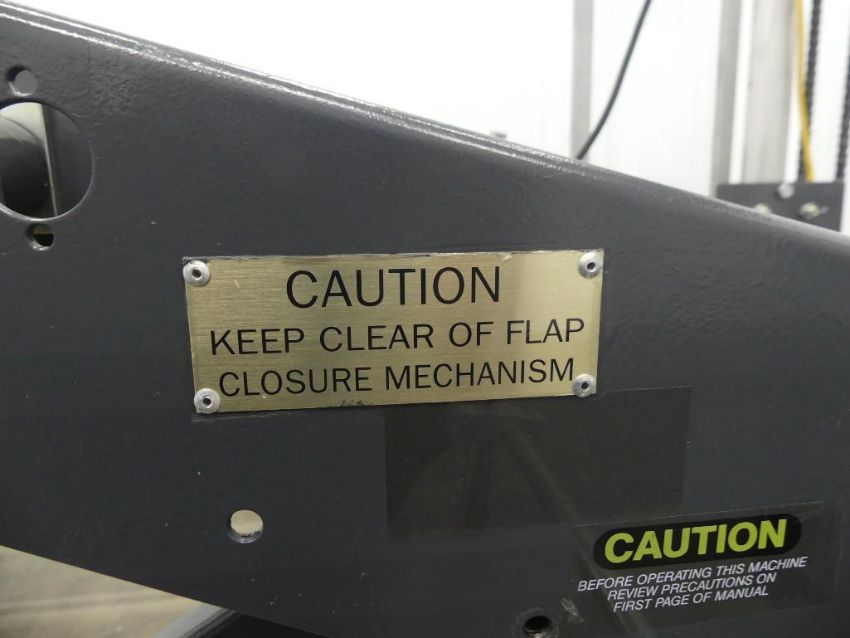 CAUTION
KEEP CLEAR OF FLAP
CLOSURE MECHANISM
CAUTION
BEFORE OPERATING THIS MACHINE
REVIEW PRECAUTIONS ON
FIRST PAGE OF MANUAL